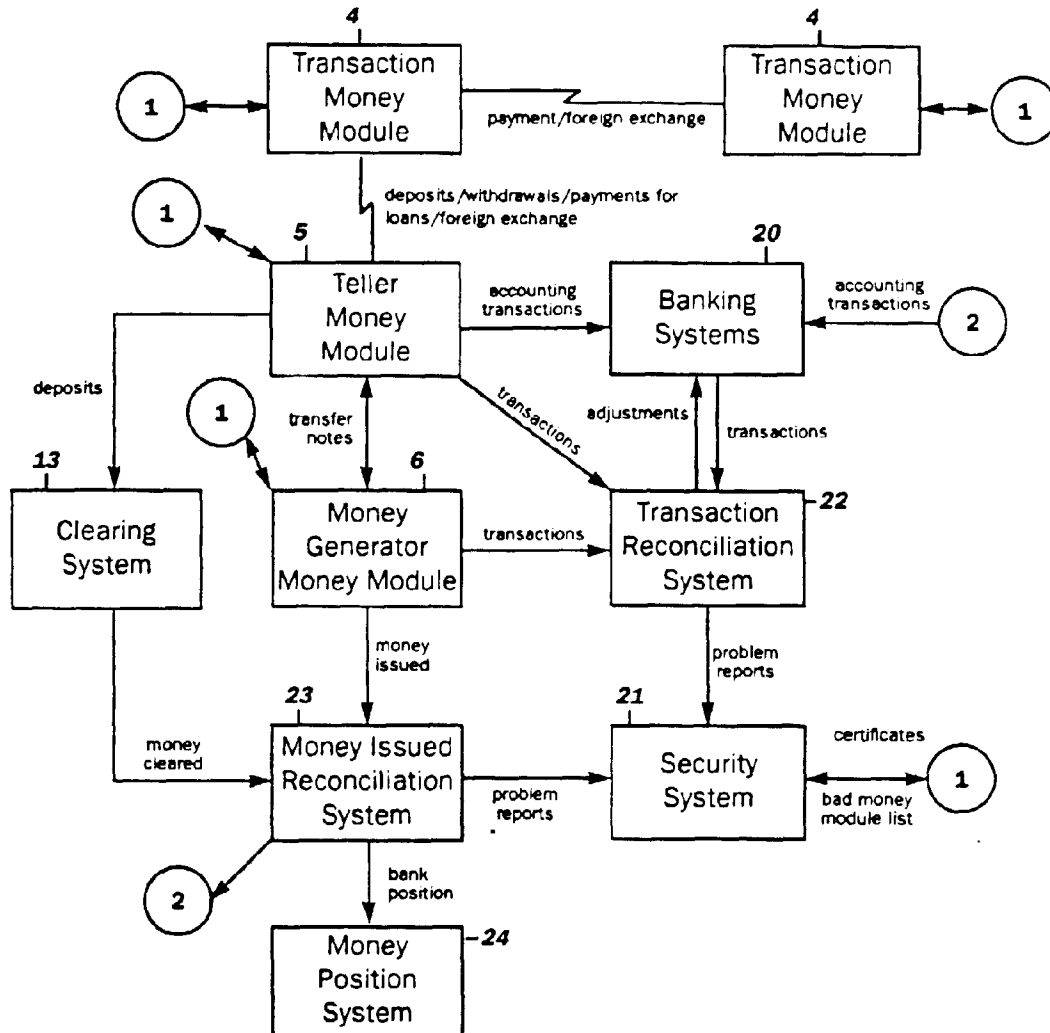 4
4
Transaction
Money
Module
Transaction
Money
Module
1
1
payment/foreign exchange
deposits/withdrawals/payments for
loans/foreign exchange
1
5
20
Teller
Money
Module
accounting
transactions
Banking
Systems
accounting
transactions
2
deposits
1
transfer
notes
transactions
adjustments
transactions
13
6
22
Clearing
System
Money
Generator
Money Module
transactions
Transaction
Reconciliation
System
money
issued
problem
reports
23
21
money
cleared
Money Issued
Reconciliation
System
problem
reports
Security
System
certificates
1
bad money
module list
2
bank
position
24
Money
Position
System